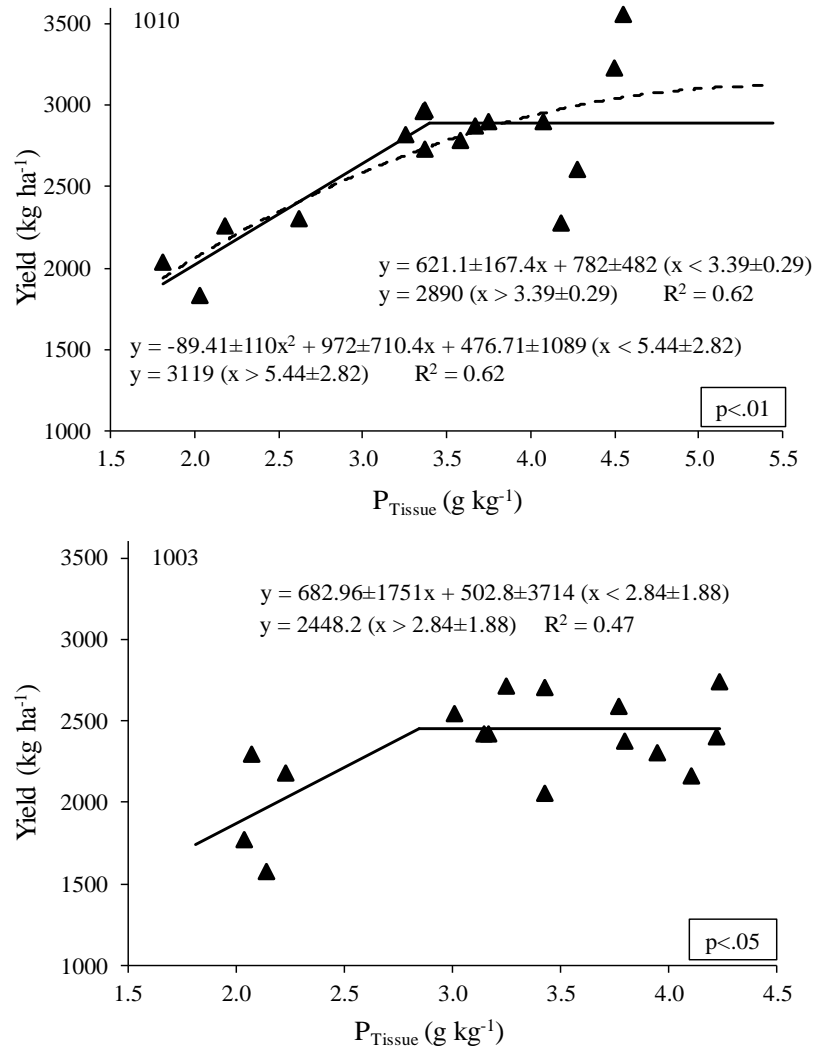 3500
1010
3000
2500
2000
1500
1000
Yield (kg ha⁻¹)
y = 621.1±167.4x + 782±482 (x < 3.39±0.29)
y = 2890 (x > 3.39±0.29) R² = 0.62
y = -89.41±110x² + 972±710.4x + 476.71±1089 (x < 5.44±2.82)
y = 3119 (x > 5.44±2.82) R² = 0.62
p<.01
1.5 2.0 2.5 3.0 3.5 4.0 4.5 5.0 5.5
P_Tissue (g kg⁻¹)
3500
1003
3000
2500
2000
1500
1000
Yield (kg ha⁻¹)
y = 682.96±1751x + 502.8±3714 (x < 2.84±1.88)
y = 2448.2 (x > 2.84±1.88) R² = 0.47
p<.05
1.5 2.0 2.5 3.0 3.5 4.0 4.5
P_Tissue (g kg⁻¹)